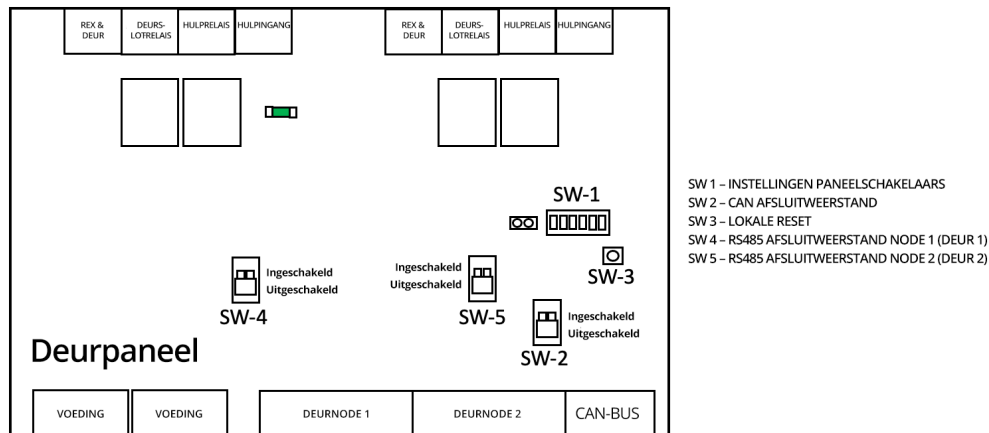 REX &
DEUR
DEURS-
LOTRELAIS
HULPRELAIS
HULPINGANG
REX &
DEUR
DEURS-
LOTRELAIS
HULPRELAIS
HULPINGANG
SW-1
SW 1 – INSTELLINGEN PANEELSCHAKELAARS
SW 2 – CAN AFSLUITWEERSTAND
SW 3 – LOKALE RESET
SW 4 – RS485 AFSLUITWEERSTAND NODE 1 (DEUR 1)
SW 5 – RS485 AFSLUITWEERSTAND NODE 2 (DEUR 2)
SW-3
Ingeschakeld
Uitgeschakeld
SW-4
Ingeschakeld
Uitgeschakeld
SW-5
Ingeschakeld
Uitgeschakeld
SW-2
Deurpaneel
VOEDING
VOEDING
DEURNODE 1
DEURNODE 2
CAN-BUS